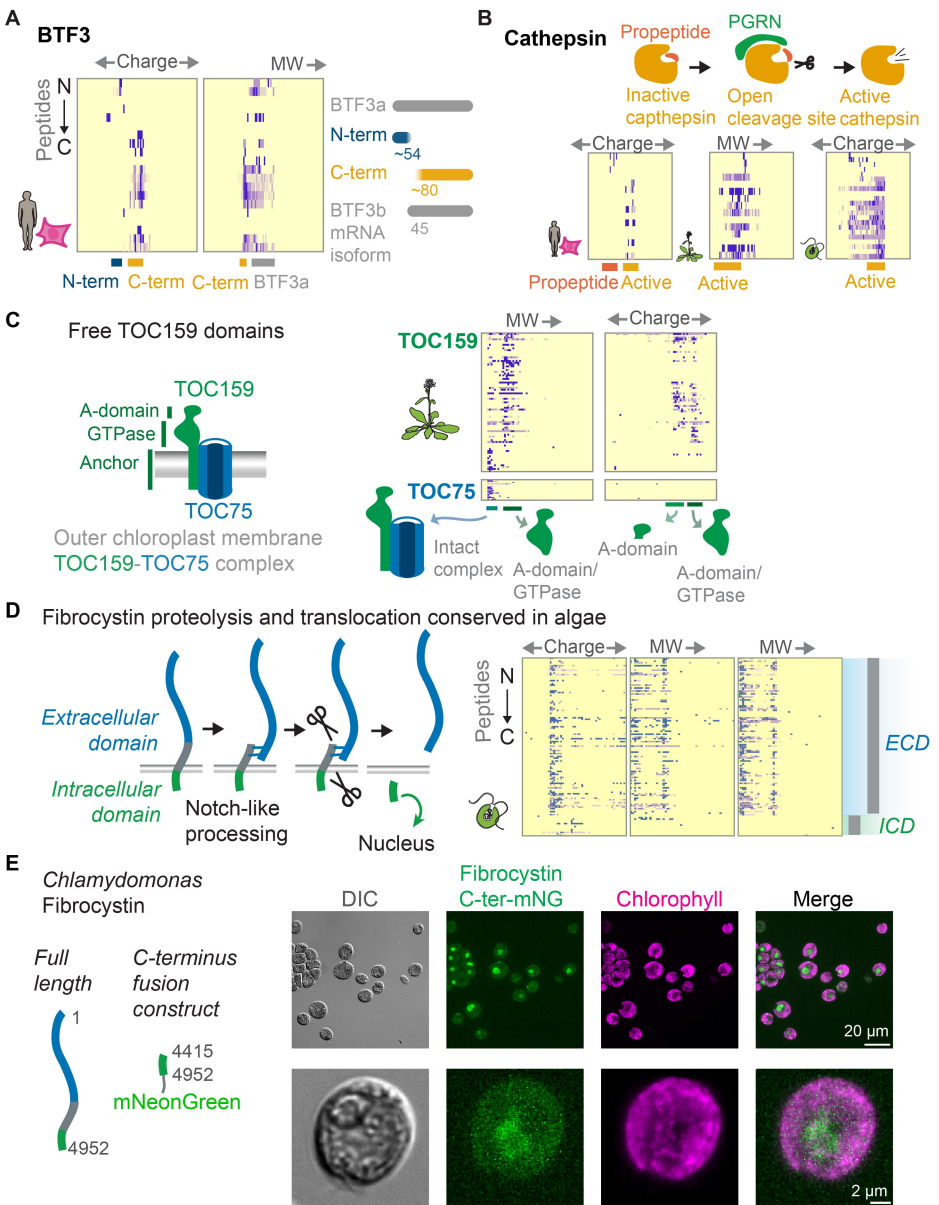 A
BTF3
Charge
MW
Peptides
N
C
BTF3a
N-term
~54
C-term
~80
BTF3b
mRNA
isoform
45
N-term
C-term
C-term
BTF3a
B
Cathepsin
Propeptide
PGRN
Inactive
capthepsin
Open
cleavage site
Active
cathepsin
Charge
MW
Charge
Propeptide
Active
Active
Active
C
Free TOC159 domains
TOC159
A-domain
GTPase
Anchor
TOC75
Outer chloroplast membrane
TOC159-TOC75 complex
MW
Charge
TOC159
TOC75
Intact
complex
A-domain/
GTPase
A-domain
A-domain/
GTPase
D
Fibrocystin proteolysis and translocation conserved in algae
Extracellular
domain
Intracellular
domain
Notch-like
processing
Nucleus
Charge
MW
MW
Peptides
N
C
ECD
ICD
E
Chlamydomonas
Fibrocystin
Full
length
1
4952
C-terminus
fusion
construct
4415
4952
mNeonGreen
DIC
Fibrocystin
C-ter-mNG
Chlorophyll
Merge
20 µm
2 µm